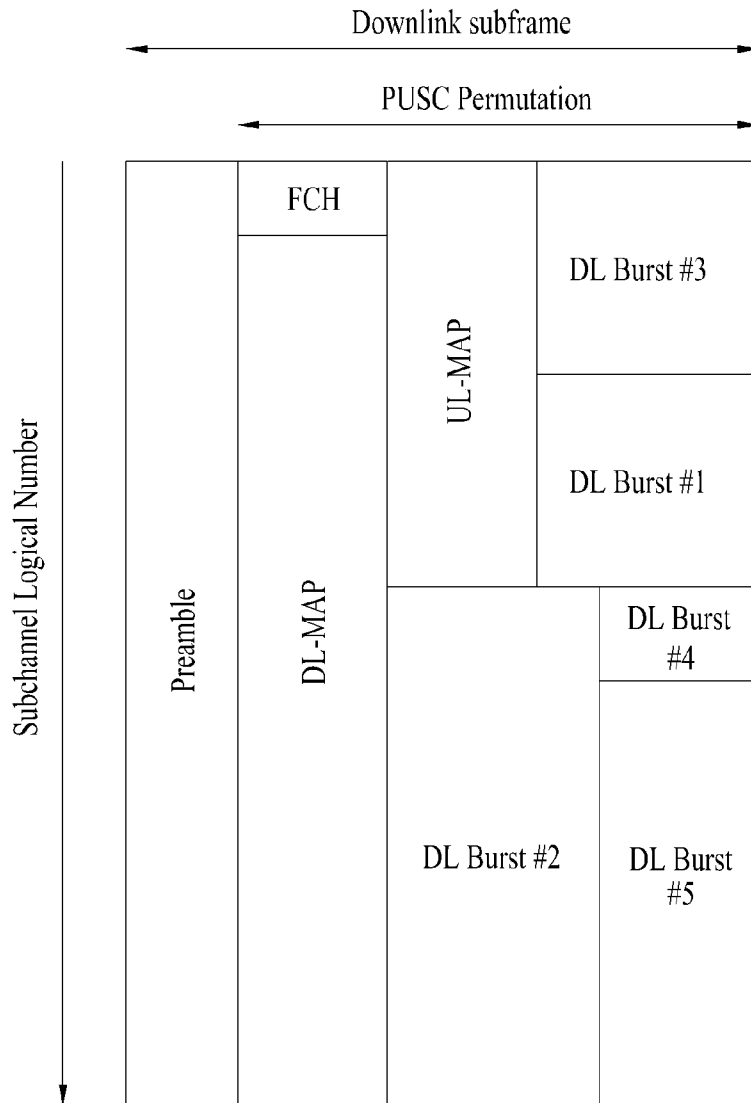 Downlink subframe
PUSC Permutation
Subchannel Logical Number
Preamble
FCH
DL-MAP
UL-MAP
DL Burst #3
DL Burst #1
DL Burst #2
DL Burst
#4
DL Burst
#5